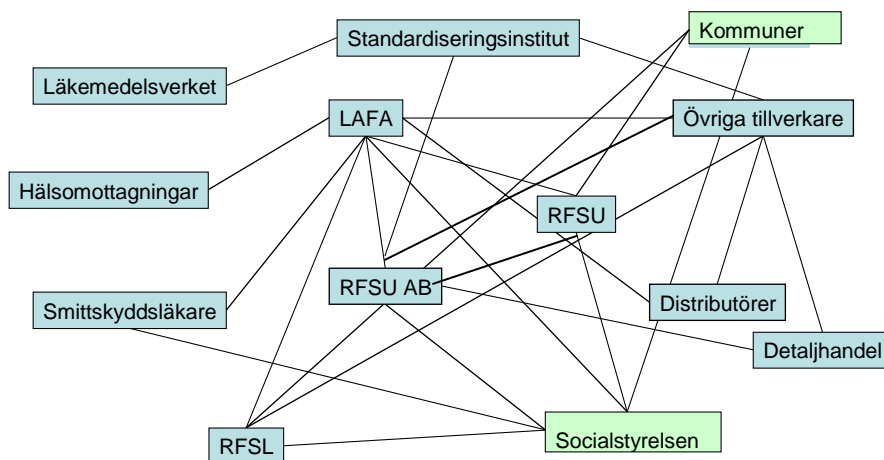 Standardiseringsinstitut
Kommuner
Läkemedelsverket
LAFA
Övriga tillverkare
Hälsomottagningar
RFSU
RFSU AB
Smittskyddsläkare
Distributörer
Detaljhandel
RFSL
Socialstyrelsen